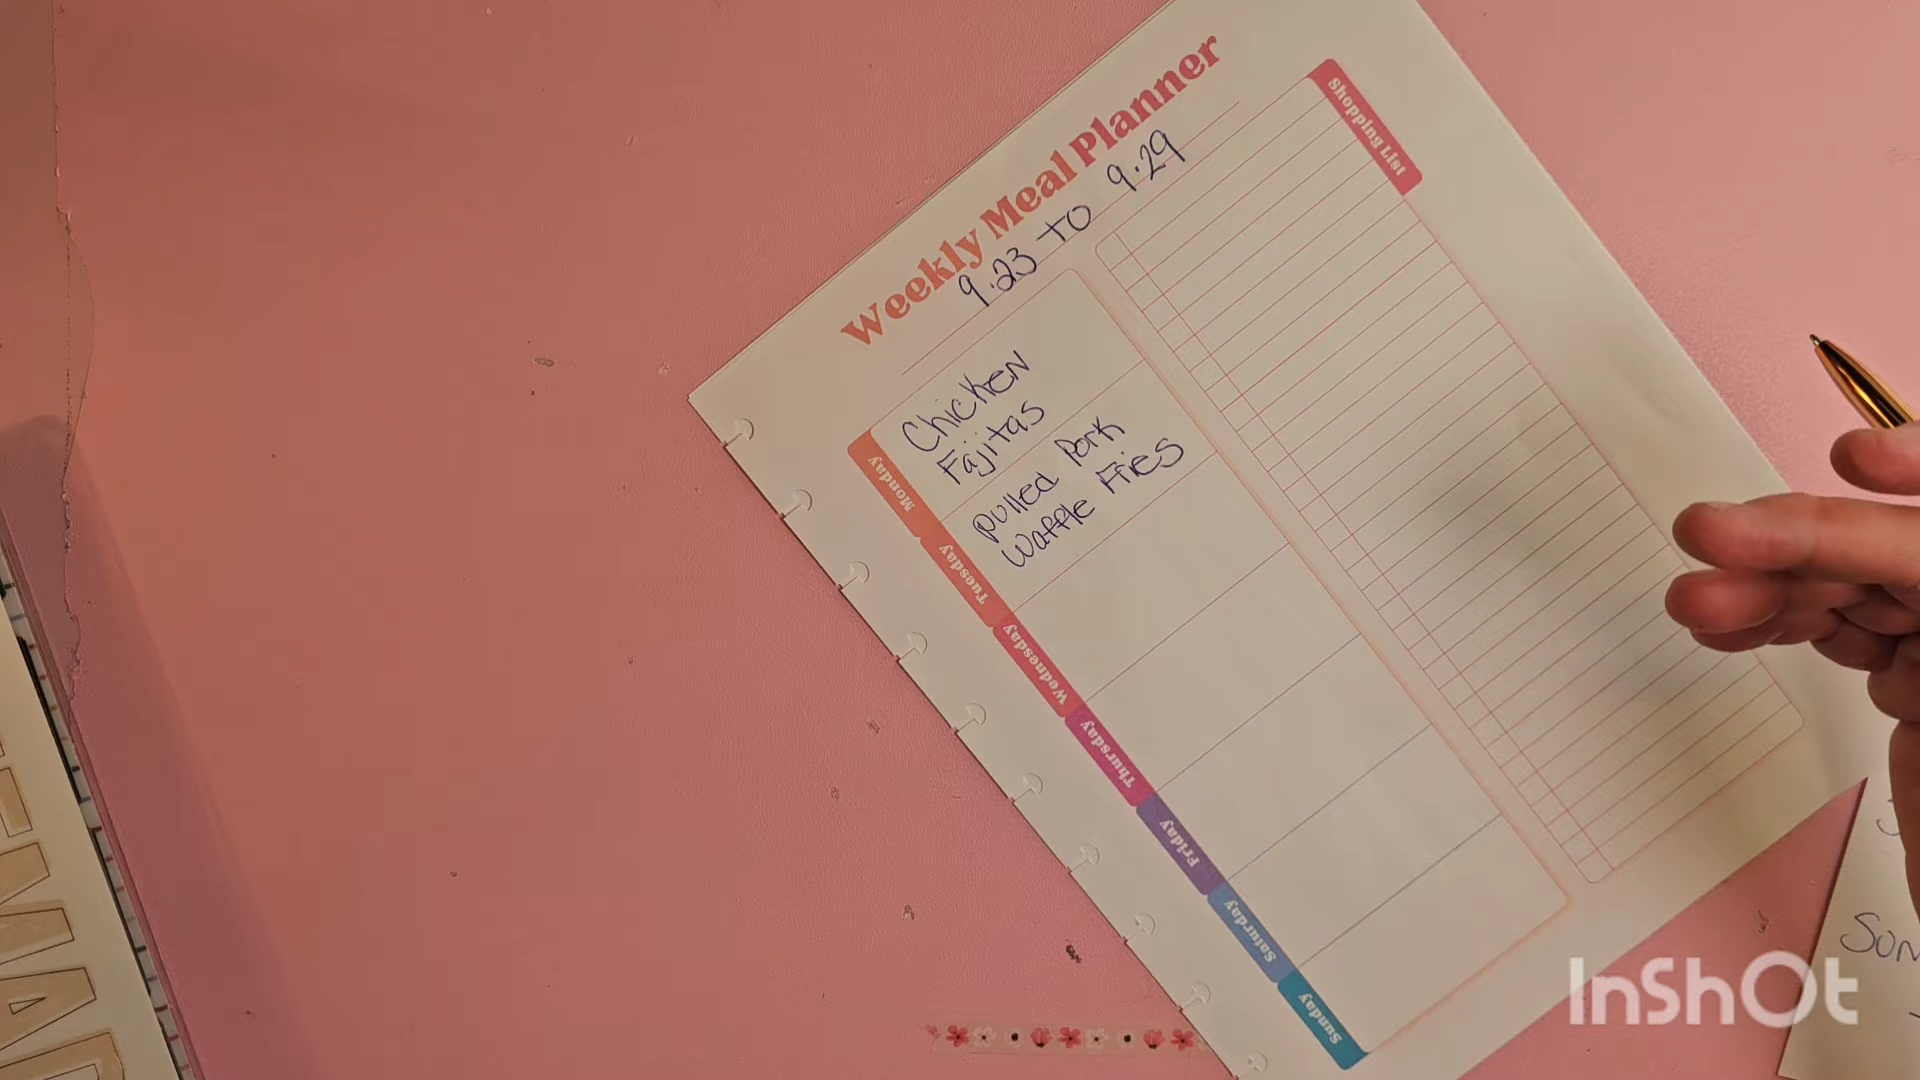 Weekly Meal Planner
9.23 to 9.29
Shopping List
Monday
Chicken
Fajitas
Tuesday
Pulled Pork
Waffle Fries
Wednesday
Thursday
Friday
Saturday
Sunday
InShOt